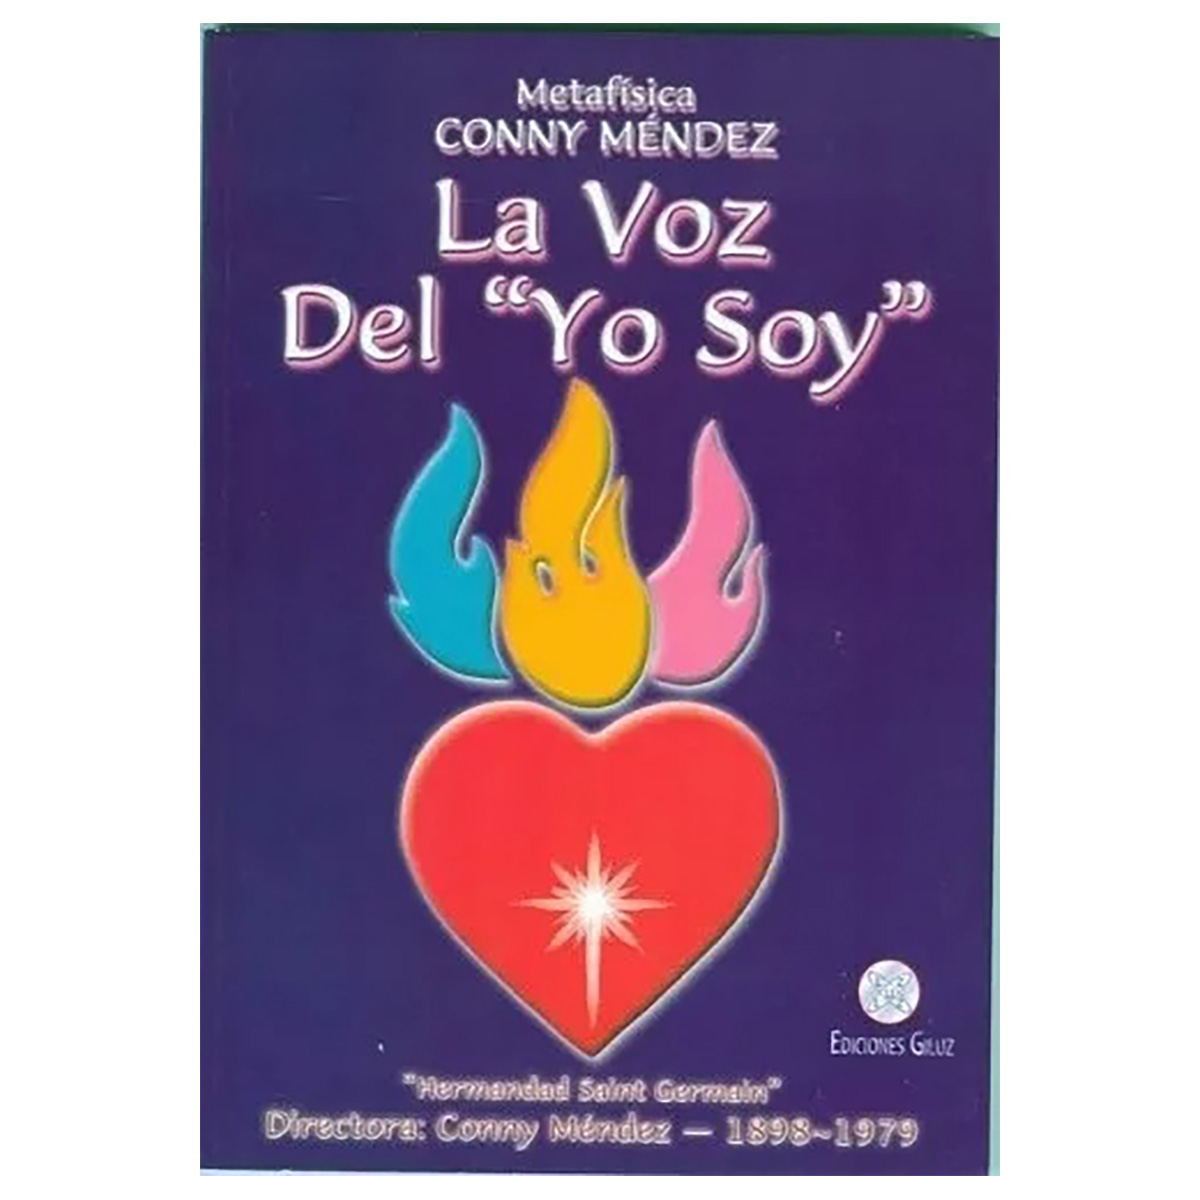 Metafísica
CONNY MÉNDEZ
La Voz
Del “Yo Soy”
EDICIONES GILUZ
“Hermandad Saint Germain”
Directora: Conny Méndez — 1898~1979